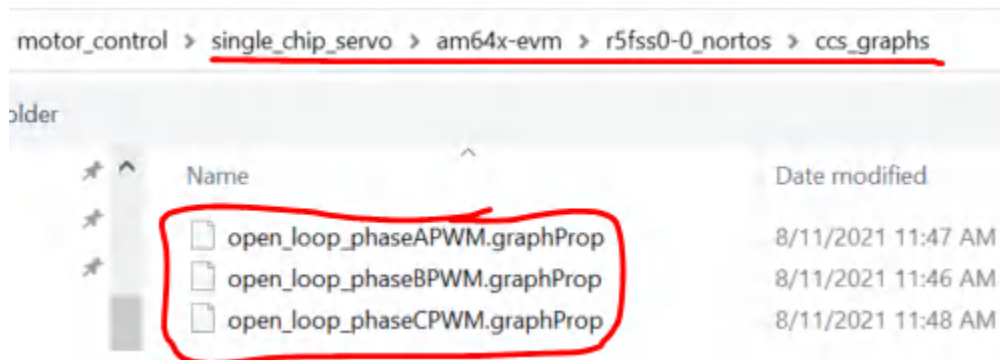 motor_control > single_chip_servo > am64x-evm > r5fss0-0_nortos > ccs_graphs
older
Name Date modified
open_loop_phaseAPWM.graphProp 8/11/2021 11:47 AM
open_loop_phaseBPWM.graphProp 8/11/2021 11:46 AM
open_loop_phaseCPWM.graphProp 8/11/2021 11:48 AM